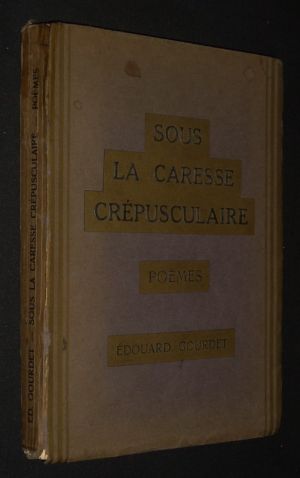 SOUS
LA CARESSE
CRÉPUSCULAIRE
POÈMES
ÉDOUARD GOURDET
ED. GOURDET — SOUS LA CARESSE CRÉPUSCULAIRE — POÈMES